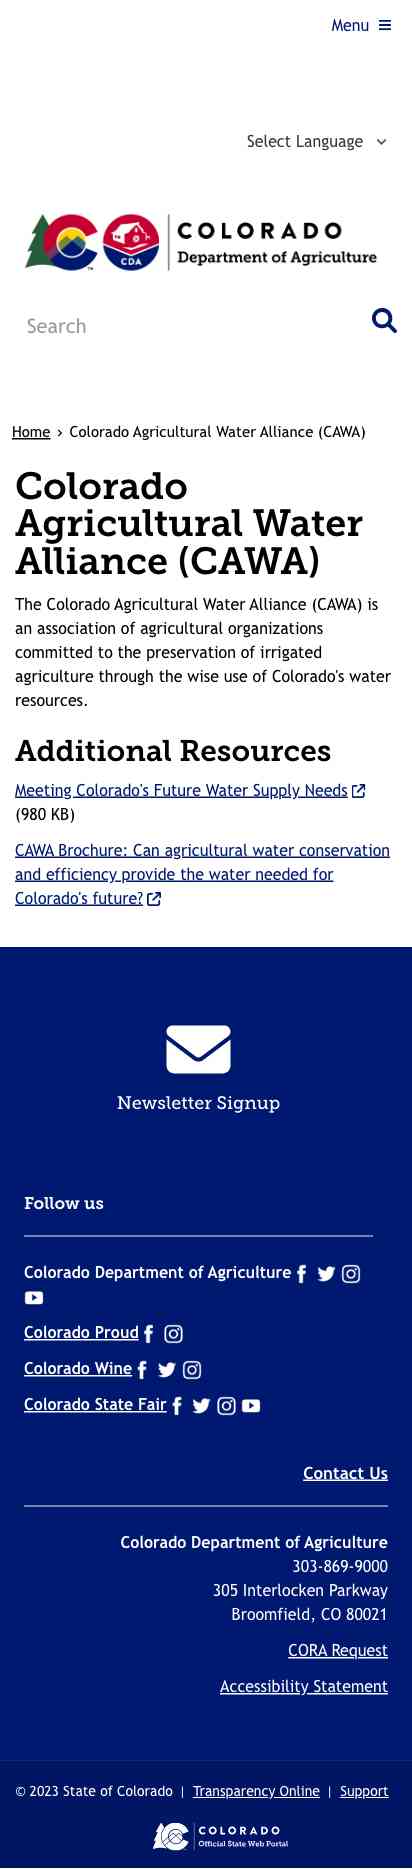 Menu
Select Language
CDA
COLORADO
Department of Agriculture
Search
Home › Colorado Agricultural Water Alliance (CAWA)
Colorado
Agricultural Water
Alliance (CAWA)
The Colorado Agricultural Water Alliance (CAWA) is
an association of agricultural organizations
committed to the preservation of irrigated
agriculture through the wise use of Colorado's water
resources.
Additional Resources
Meeting Colorado's Future Water Supply Needs
(980 KB)
CAWA Brochure: Can agricultural water conservation
and efficiency provide the water needed for
Colorado's future?
Newsletter Signup
Follow us
Colorado Department of Agriculture
Colorado Proud
Colorado Wine
Colorado State Fair
Contact Us
Colorado Department of Agriculture
303-869-9000
305 Interlocken Parkway
Broomfield, CO 80021
CORA Request
Accessibility Statement
© 2023 State of Colorado | Transparency Online | Support
COLORADO
Official State Web Portal